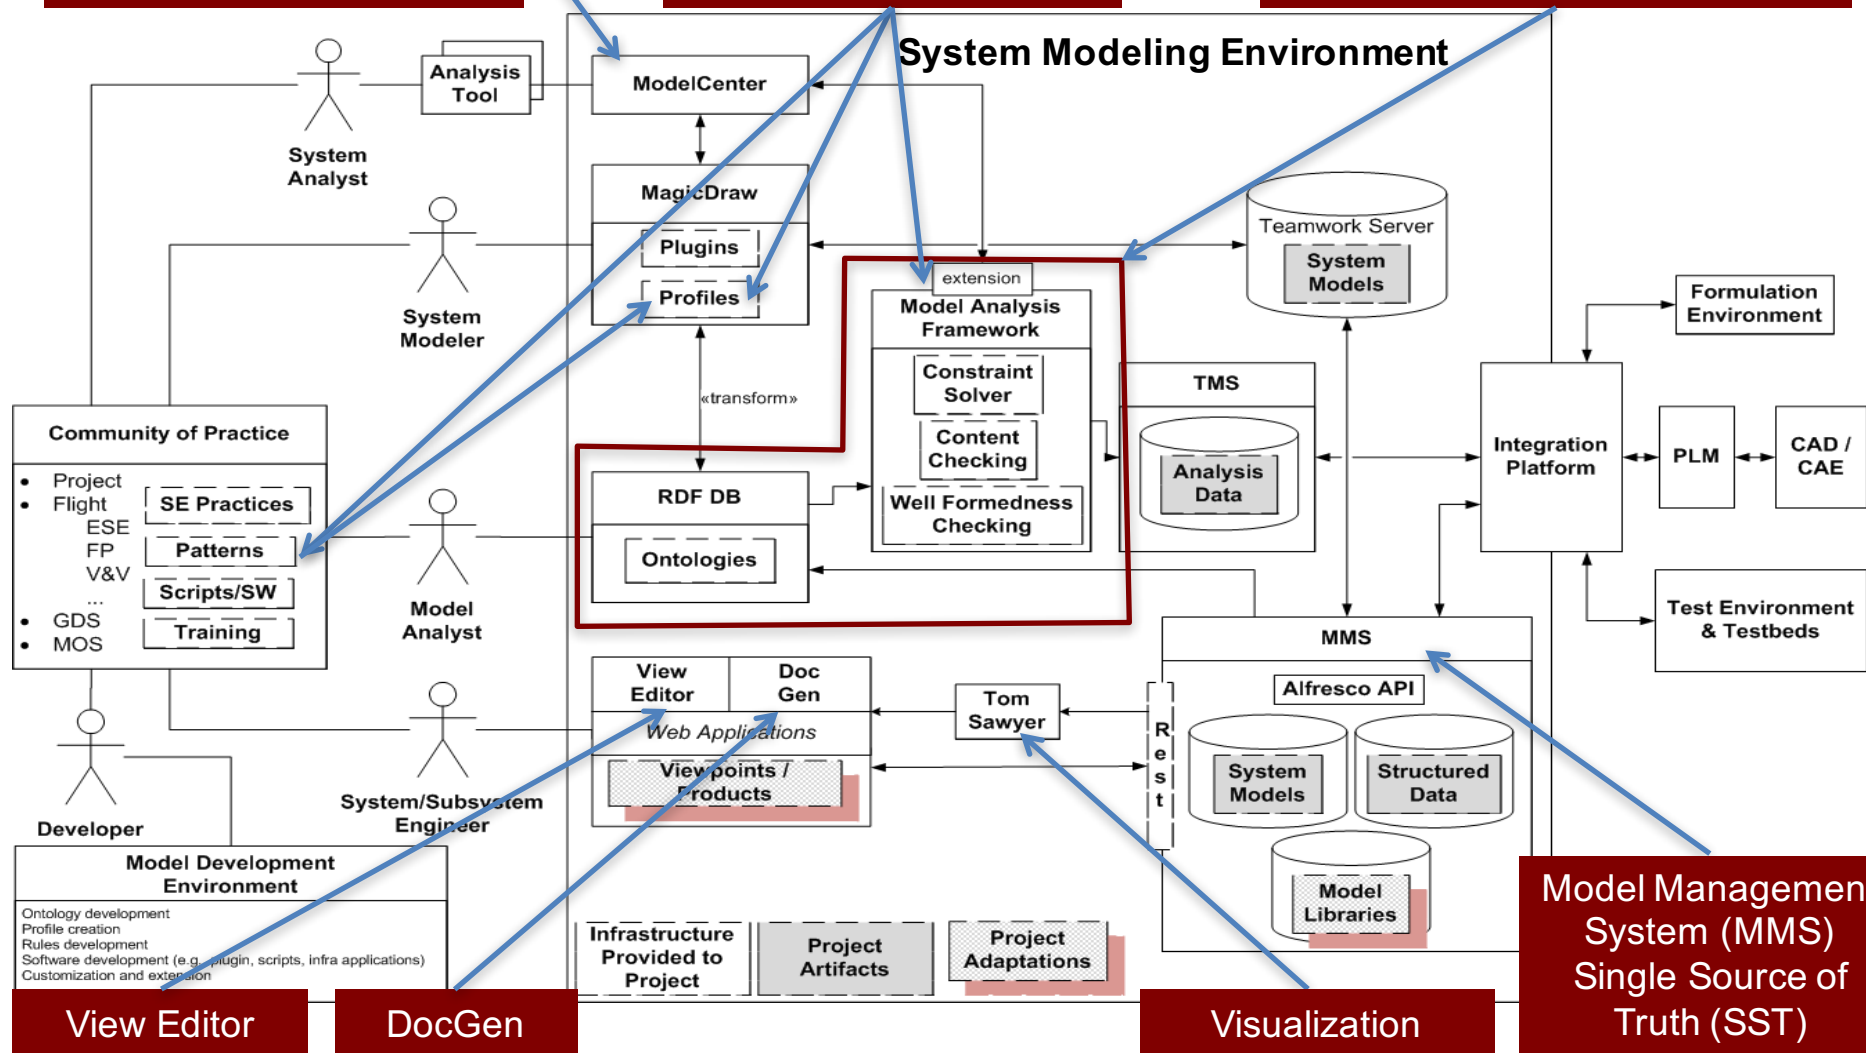 System Modeling Environment
Analysis
Tool
ModelCenter
System
Analyst
MagicDraw
Plugins
Profiles
System
Modeler
Teamwork Server
System
Models
extension
Model Analysis
Framework
Constraint
Solver
Content
Checking
Well Formedness
Checking
«transform»
TMS
Analysis
Data
Formulation
Environment
Integration
Platform
PLM
CAD /
CAE
Test Environment
& Testbeds
Community of Practice
• Project
• Flight
ESE
FP
V&V
...
• GDS
• MOS
SE Practices
Patterns
Scripts/SW
Training
RDF DB
Ontologies
Model
Analyst
MMS
Alfresco API
System
Models
Structured
Data
Model
Libraries
Rest
View
Editor
Doc
Gen
Web Applications
Viewpoints /
Products
Tom
Sawyer
System/Subsystem
Engineer
Developer
Model Development
Environment
Ontology development
Profile creation
Rules development
Software development (e.g., plugin, scripts, infra applications)
Customization and extension
Infrastructure
Provided to
Project
Project
Artifacts
Project
Adaptations
View Editor
DocGen
Visualization
Model Managemen
System (MMS)
Single Source of
Truth (SST)